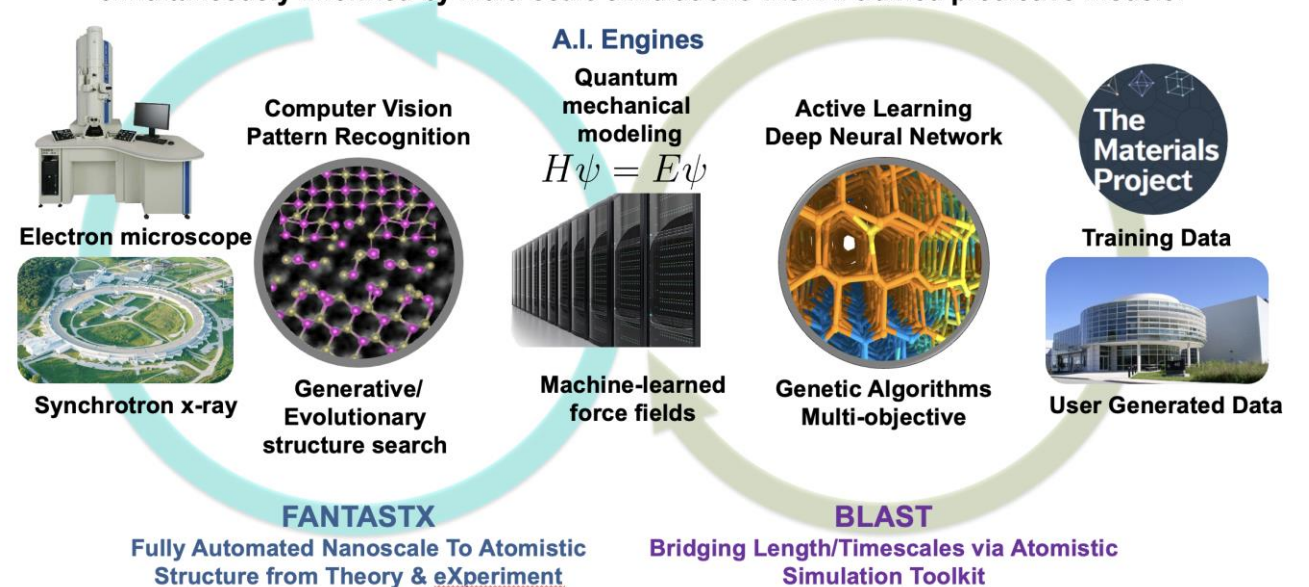 A.I. Engines
Quantum
mechanical
modeling
Hψ = Eψ
Computer Vision
Pattern Recognition
Active Learning
Deep Neural Network
The
Materials
Project
Electron microscope
Training Data
Synchrotron x-ray
Generative/
Evolutionary
structure search
Machine-learned
force fields
Genetic Algorithms
Multi-objective
User Generated Data
FANTASTX
Fully Automated Nanoscale To Atomistic
Structure from Theory & eXperiment
BLAST
Bridging Length/Timescales via Atomistic
Simulation Toolkit